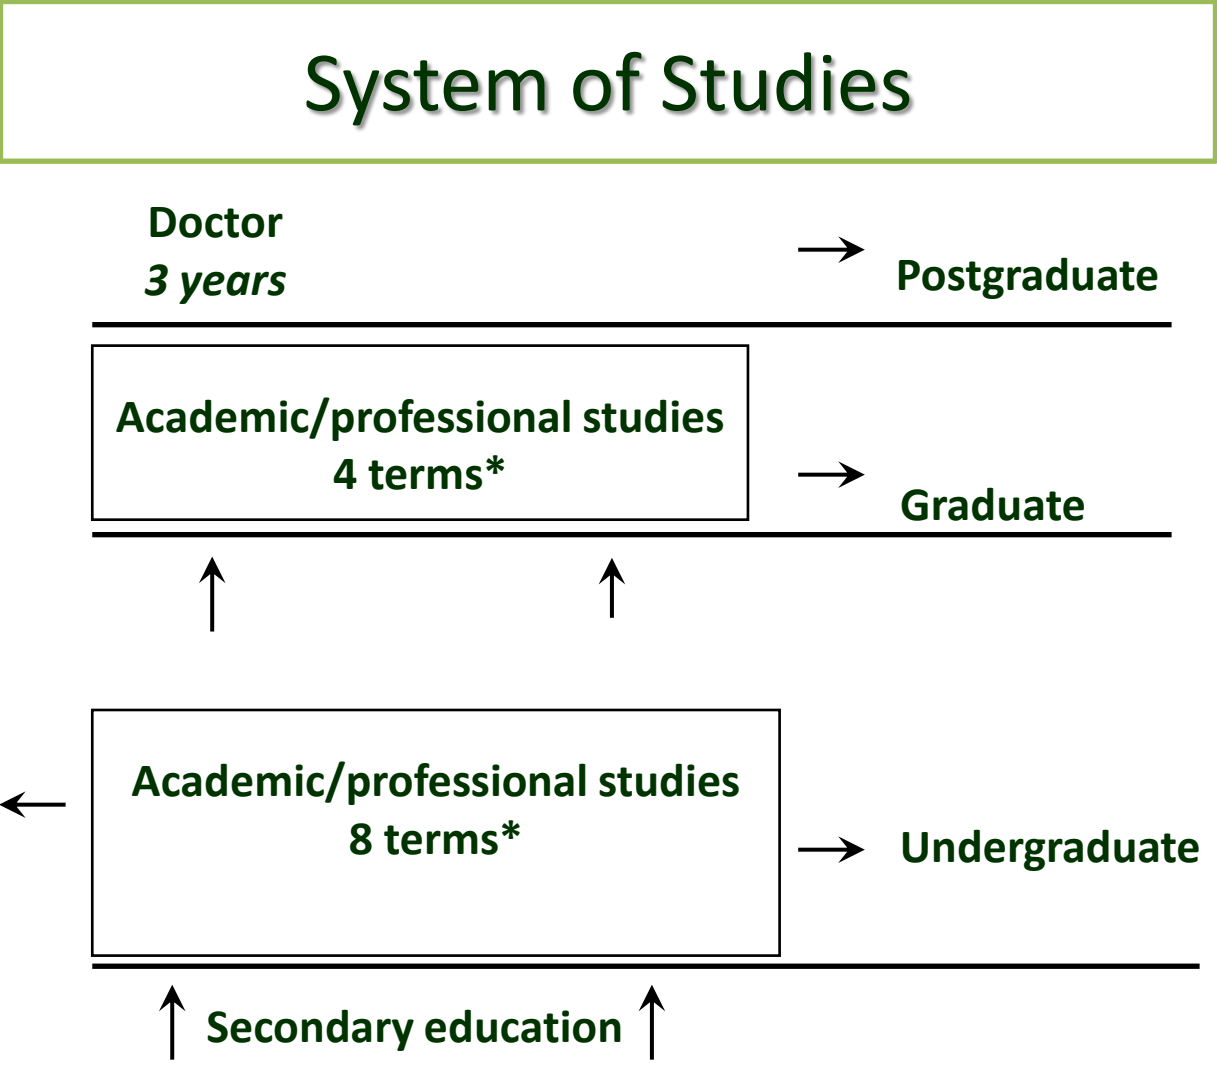 System of Studies
Doctor
3 years
Postgraduate
Academic/professional studies
4 terms*
Graduate
Academic/professional studies
8 terms*
Undergraduate
Secondary education